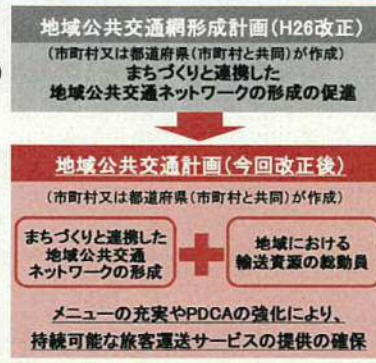 地域公共交通網形成計画(H26改正)
(市町村又は都道府県(市町村と共同)が作成)
まちづくりと連携した
地域公共交通ネットワークの形成の促進
地域公共交通計画(今回改正後)
(市町村又は都道府県(市町村と共同)が作成)
まちづくりと連携した
地域公共交通
ネットワークの形成
地域における
輸送資源の総動員
メニューの充実やPDCAの強化により、
持続可能な旅客運送サービスの提供の確保